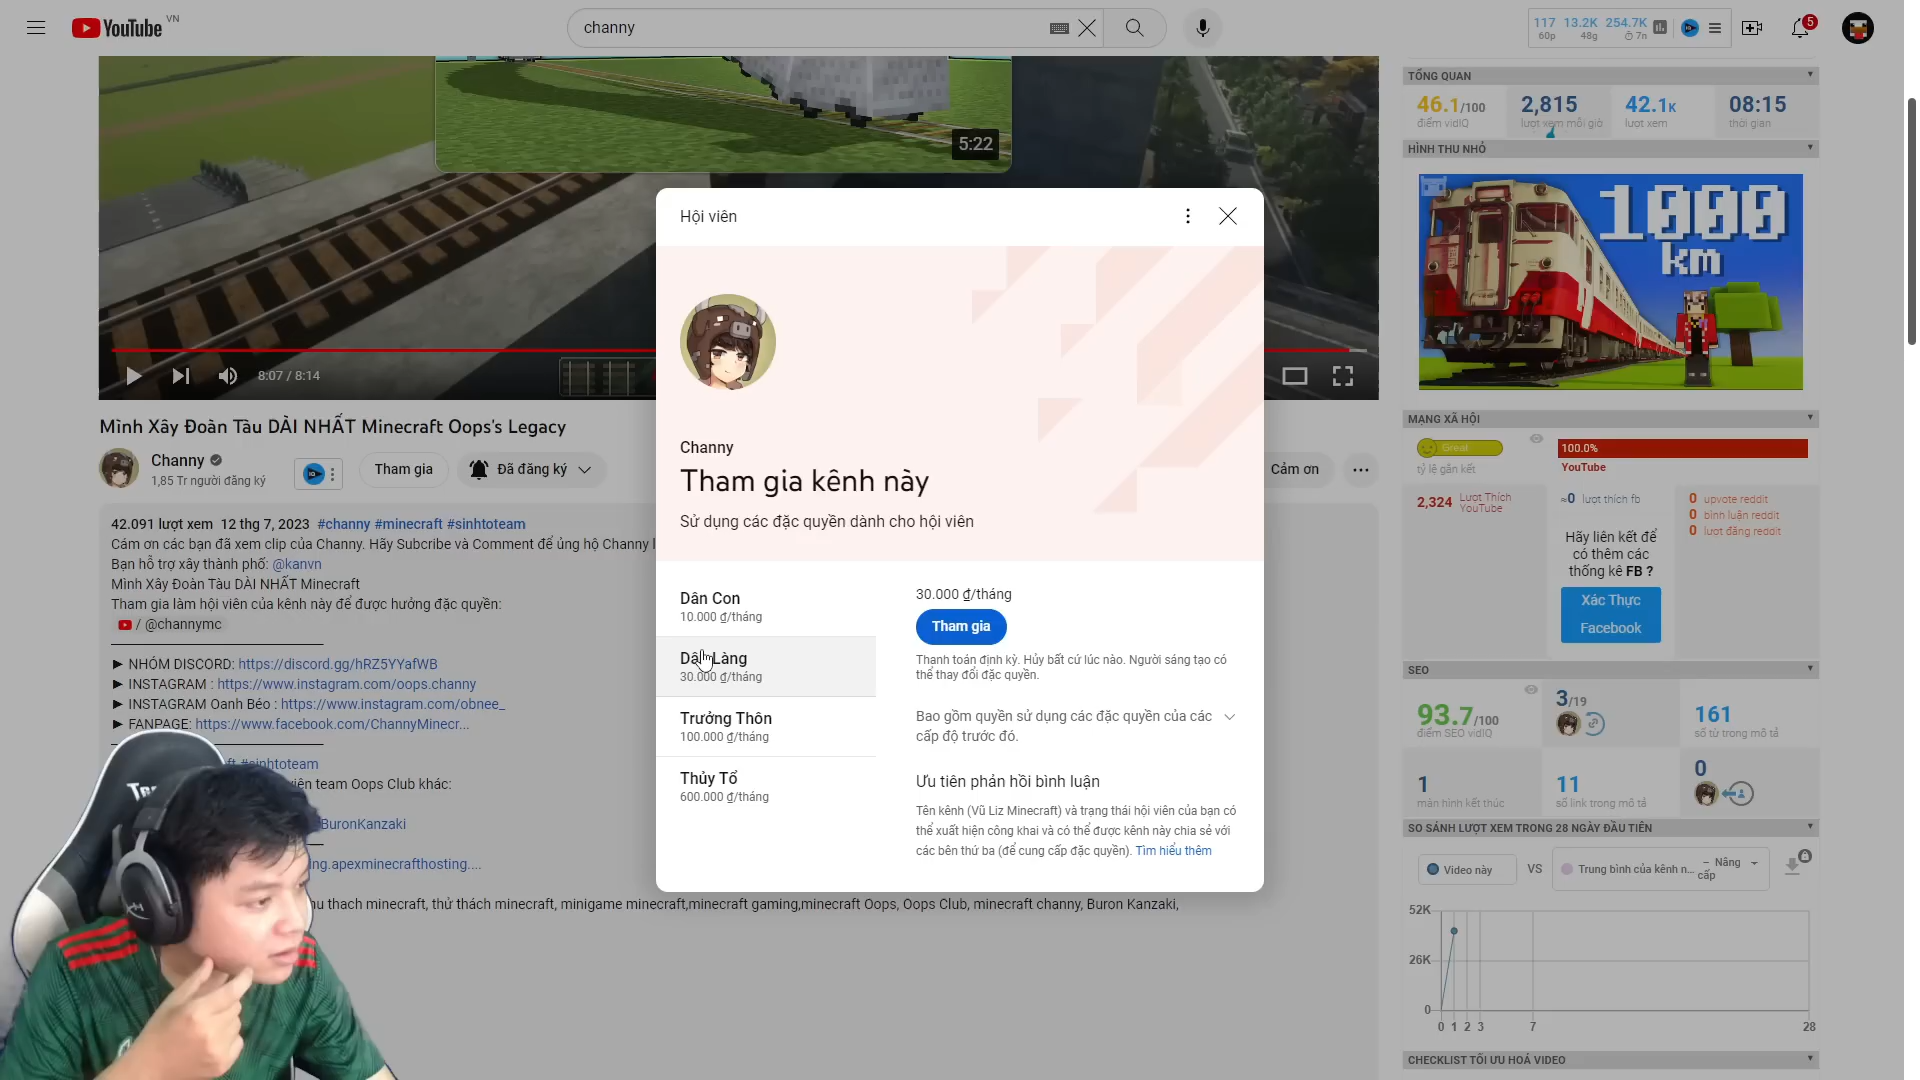 YouTube VN
channy
117 13.2K 254.7K
60p 48g 7n
5
5:22
8:07 / 8:14
Mình Xây Đoàn Tàu DÀI NHẤT Minecraft Oops's Legacy
Channy
1,85 Tr người đăng ký
Tham gia
Đã đăng ký
Cảm ơn
42.091 lượt xem 12 thg 7, 2023 #channy #minecraft #sinhtoteam
Cám ơn các bạn đã xem clip của Channy. Hãy Subcribe và Comment để ủng hộ Channy
Bạn hỗ trợ xây thành phố: @kanvn
Mình Xây Đoàn Tàu DÀI NHẤT Minecraft
Tham gia làm hội viên của kênh này để được hưởng đặc quyền:
/ @channymc
► NHÓM DISCORD: https://discord.gg/hRZ5YYafWB
► INSTAGRAM : https://www.instagram.com/oops.channy
► INSTAGRAM Oanh Béo : https://www.instagram.com/obnee_
► FANPAGE: https://www.facebook.com/ChannyMinecr...
#sinhtoteam
viên team Oops Club khác:
BuronKanzaki
ng.apexminecrafthosting....
hu thach minecraft, thử thách minecraft, minigame minecraft,minecraft gaming,minecraft Oops, Oops Club, minecraft channy, Buron Kanzaki,
Hội viên
Channy
Tham gia kênh này
Sử dụng các đặc quyền dành cho hội viên
Dân Con
10.000 ₫/tháng
Dân Làng
30.000 ₫/tháng
Trưởng Thôn
100.000 ₫/tháng
Thủy Tổ
600.000 ₫/tháng
30.000 ₫/tháng
Tham gia
Thanh toán định kỳ. Hủy bất cứ lúc nào. Người sáng tạo có
thể thay đổi đặc quyền.
Bao gồm quyền sử dụng các đặc quyền của các
cấp độ trước đó.
Ưu tiên phản hồi bình luận
Tên kênh (Vũ Liz Minecraft) và trạng thái hội viên của bạn có
thể xuất hiện công khai và có thể được kênh này chia sẻ với
các bên thứ ba (để cung cấp đặc quyền). Tìm hiểu thêm
TỔNG QUAN
46.1/100 2,815 42.1K 08:15
điểm vidIQ lượt xem mỗi giờ lượt xem thời gian
HÌNH THU NHỎ
1000
km
MẠNG XÃ HỘI
Great
tỷ lệ gắn kết
100.0%
YouTube
2,324 Lượt Thích
YouTube
≈0 lượt thích fb
Hãy liên kết để
có thêm các
thống kê FB ?
Xác Thực
Facebook
0 upvote reddit
0 bình luận reddit
0 lượt đăng reddit
SEO
93.7/100
điểm SEO vidIQ
3/19
161
số từ trong mô tả
1
màn hình kết thúc
11
số link trong mô tả
0
SO SÁNH LƯỢT XEM TRONG 28 NGÀY ĐẦU TIÊN
Video này
VS
Trung bình của kênh n...
– Nâng
cấp
52K
26K
0
0 1 2 3 7 28
CHECKLIST TỐI ƯU HOÁ VIDEO